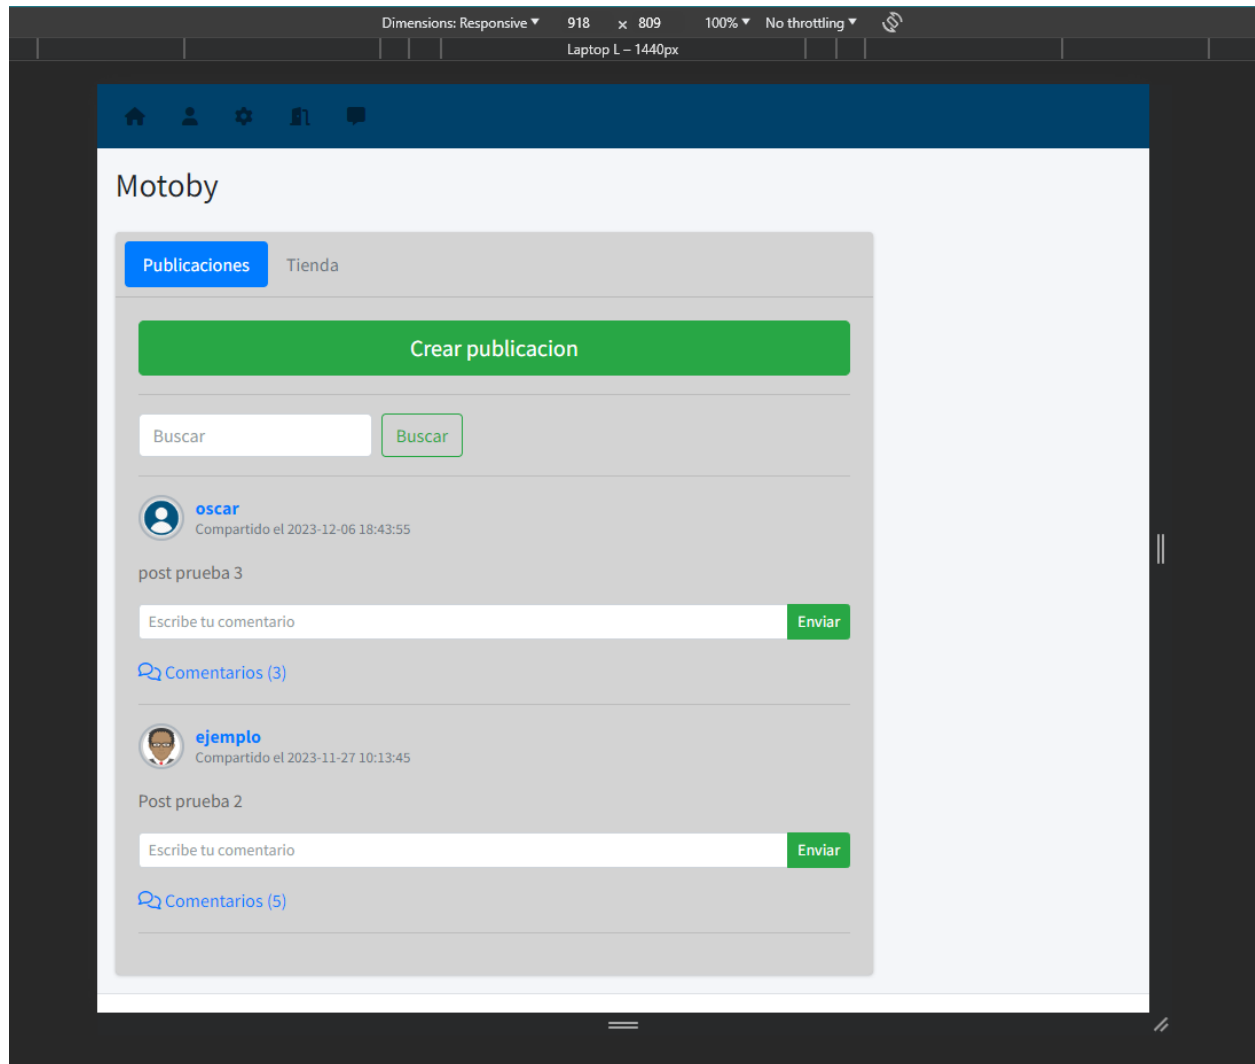 Dimensions: Responsive ▼ 918 x 809 100% ▼ No throttling ▼
Laptop L – 1440px
Motoby
Publicaciones Tienda
Crear publicacion
Buscar Buscar
oscar
Compartido el 2023-12-06 18:43:55
post prueba 3
Escribe tu comentario Enviar
Comentarios (3)
ejemplo
Compartido el 2023-11-27 10:13:45
Post prueba 2
Escribe tu comentario Enviar
Comentarios (5)